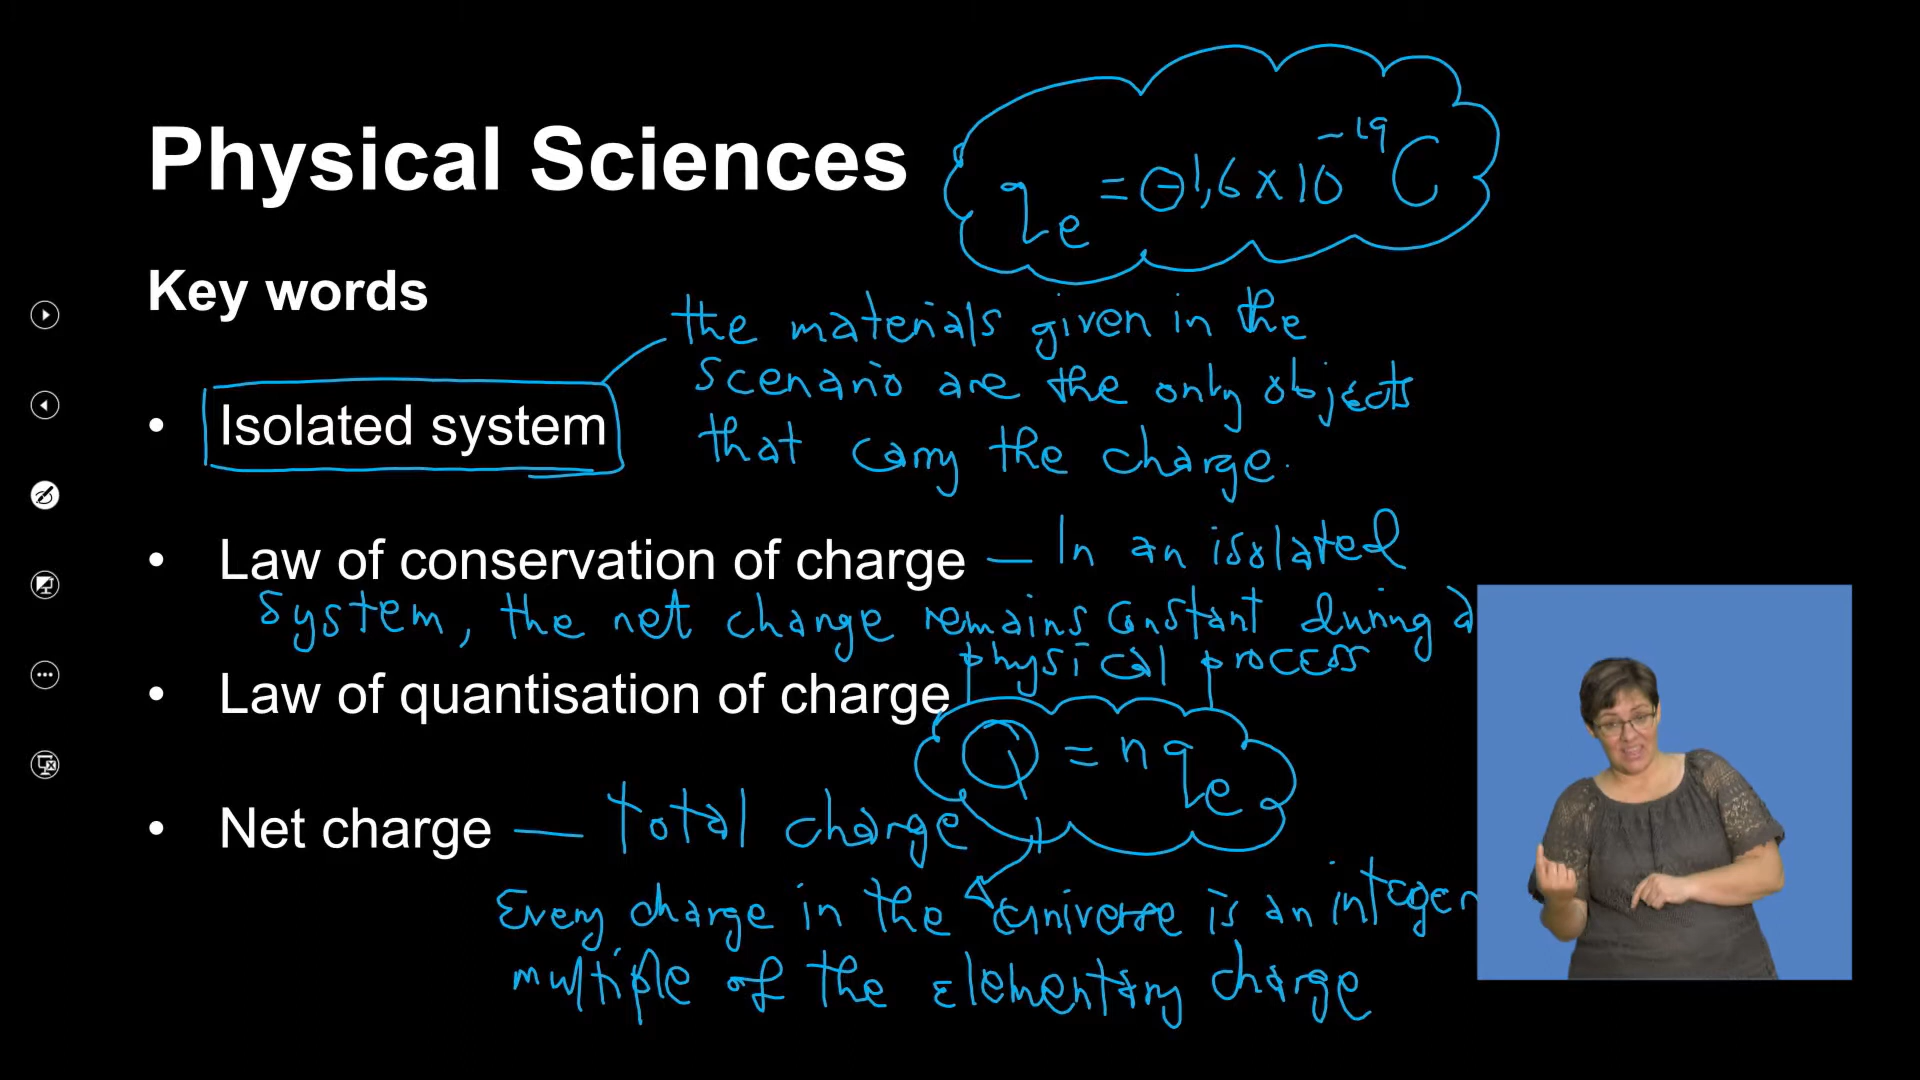 Physical Sciences
q_e = ⊖1,6 × 10^-19 C
Key words
• Isolated system
the materials given in the
scenario are the only objects
that carry the charge.
• Law of conservation of charge — In an isolated
system, the net charge remains constant during a
physical process
• Law of quantisation of charge
Q = n q_e
• Net charge — total charge
Every charge in the universe is an integer
multiple of the elementary charge